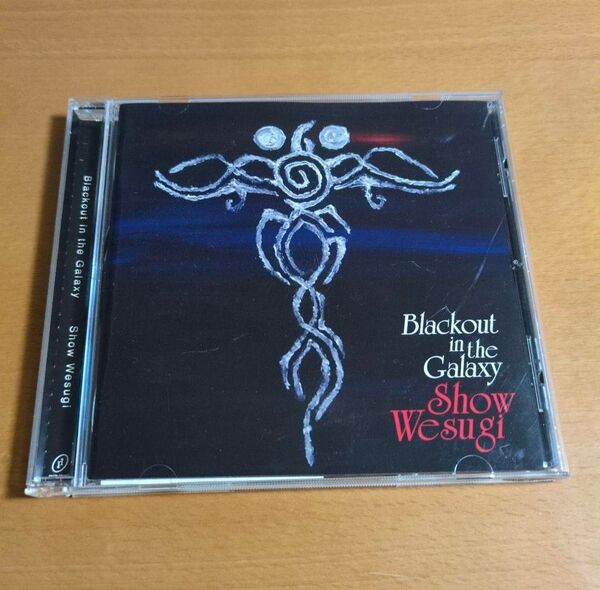 Blackout in the Galaxy Show Wesugi
Blackout
in the
Galaxy
Show
Wesugi